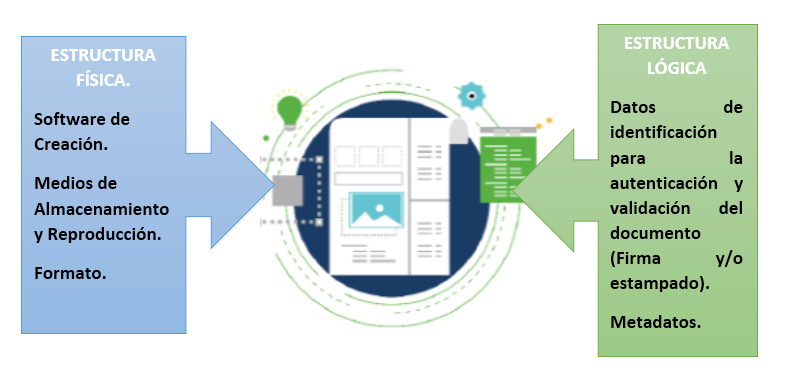 ESTRUCTURA
FÍSICA.
Software de
Creación.
Medios de
Almacenamiento
y Reproducción.
Formato.
ESTRUCTURA
LÓGICA
Datos de
identificación
para la
autenticación y
validación del
documento
(Firma y/o
estampado).
Metadatos.